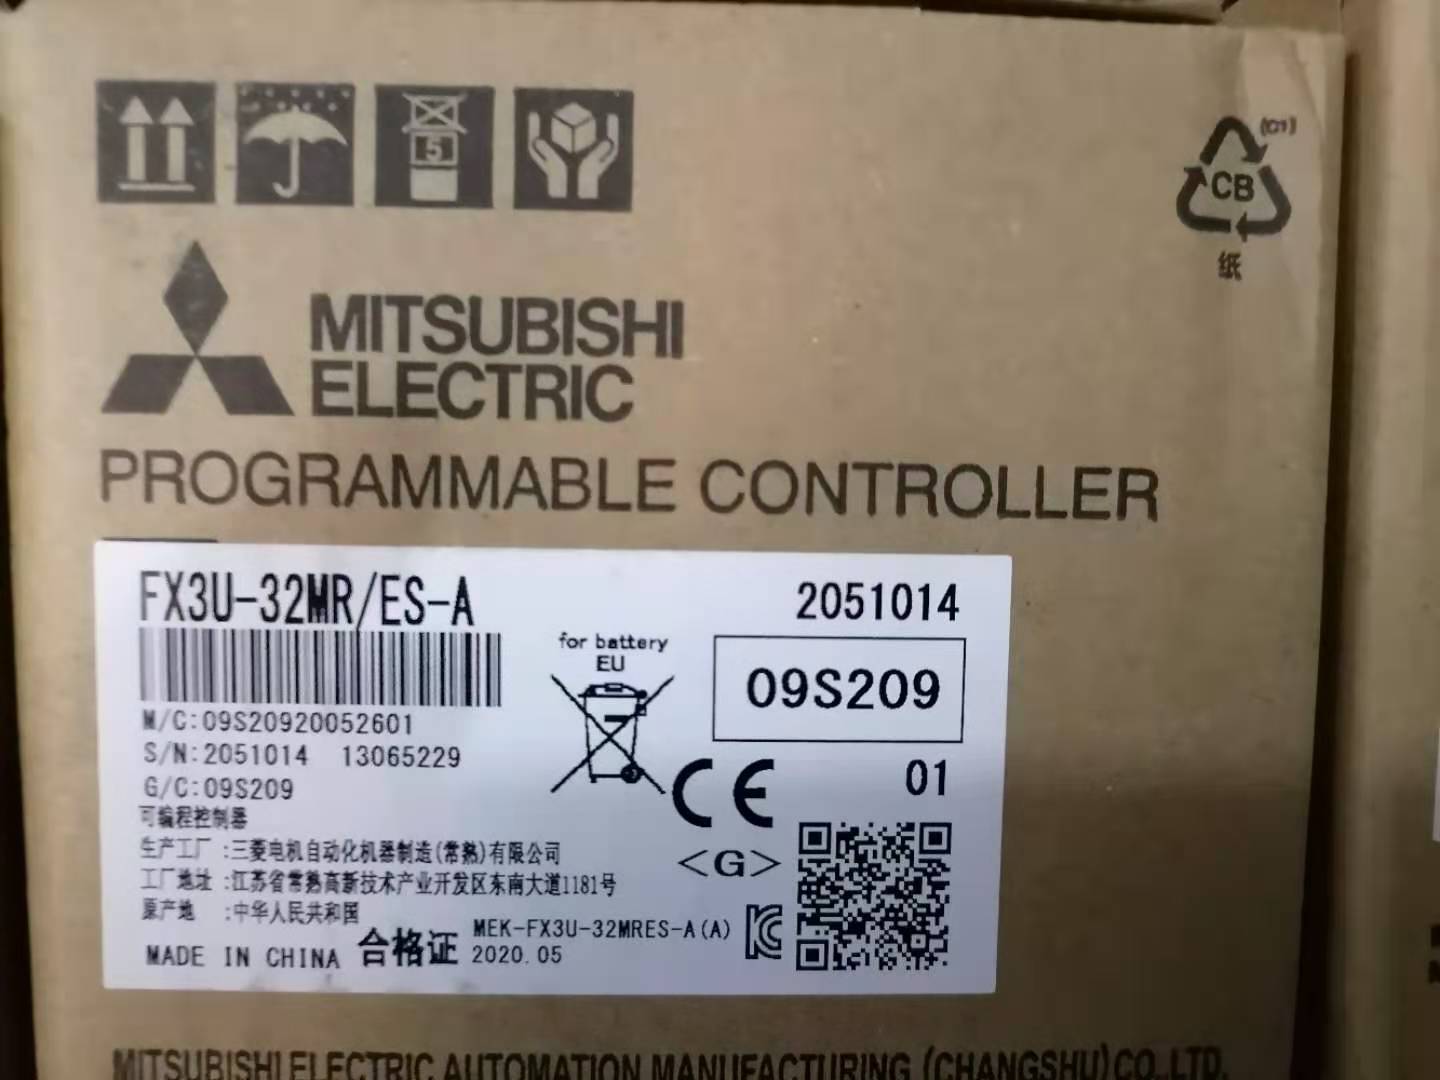 5
(C1)
CB
纸
MITSUBISHI
ELECTRIC
PROGRAMMABLE CONTROLLER
FX3U-32MR/ES-A
2051014
for battery
EU
09S209
M/C:09S20920052601
S/N:2051014 13065229
G/C:09S209
01
可编程控制器
CE
生产工厂 :三菱电机自动化机器制造(常熟)有限公司
<G>
工厂地址 :江苏省常熟高新技术产业开发区东南大道1181号
原产地 :中华人民共和国
MADE IN CHINA 合格证
MEK-FX3U-32MRES-A(A)
2020.05
MITSUBISHI ELECTRIC AUTOMATION MANUFACTURING (CHANGSHU) CO.,LTD.